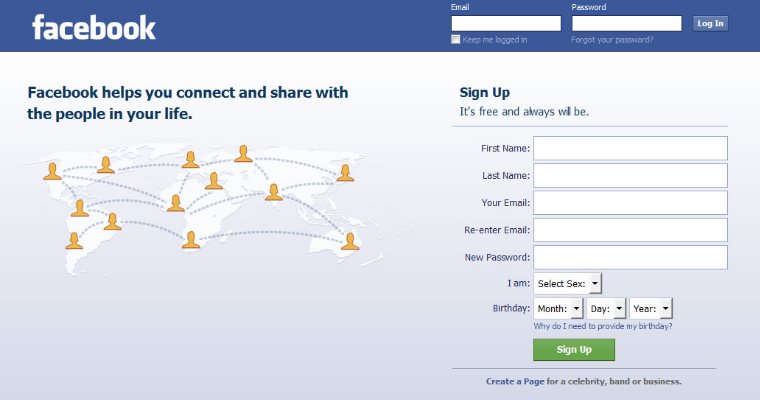 facebook
Email
Password
Log In
Keep me logged in
Forgot your password?
Facebook helps you connect and share with
the people in your life.
Sign Up
It's free and always will be.
First Name:
Last Name:
Your Email:
Re-enter Email:
New Password:
I am: Select Sex:
Birthday: Month: Day: Year:
Why do I need to provide my birthday?
Sign Up
Create a Page for a celebrity, band or business.